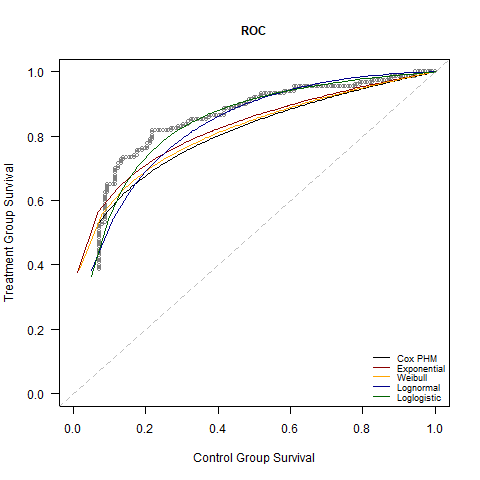 ROC
Treatment Group Survival
1.0
0.8
0.6
0.4
0.2
0.0
Cox PHM
Exponential
Weibull
Lognormal
Loglogistic
0.0 0.2 0.4 0.6 0.8 1.0
Control Group Survival